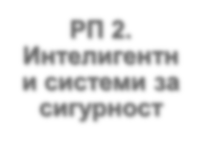 РП 2.
Интелигентн
и системи за
сигурност